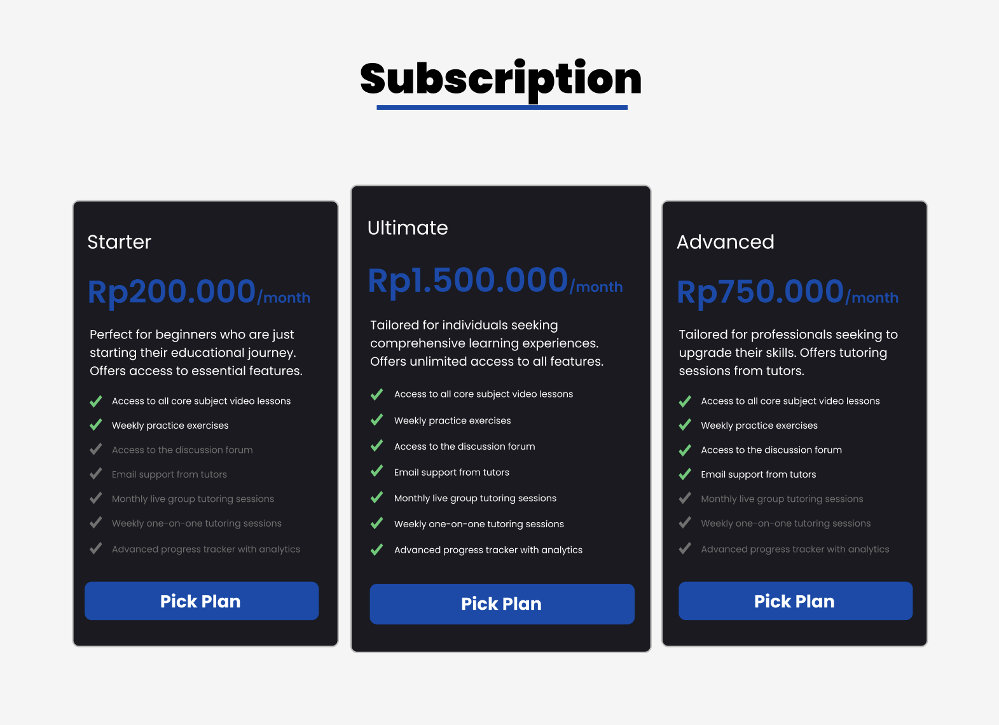 Subscription
Starter
Rp200.000/month
Perfect for beginners who are just
starting their educational journey.
Offers access to essential features.
Access to all core subject video lessons
Weekly practice exercises
Access to the discussion forum
Email support from tutors
Monthly live group tutoring sessions
Weekly one-on-one tutoring sessions
Advanced progress tracker with analytics
Pick Plan
Ultimate
Rp1.500.000/month
Tailored for individuals seeking
comprehensive learning experiences.
Offers unlimited access to all features.
Access to all core subject video lessons
Weekly practice exercises
Access to the discussion forum
Email support from tutors
Monthly live group tutoring sessions
Weekly one-on-one tutoring sessions
Advanced progress tracker with analytics
Pick Plan
Advanced
Rp750.000/month
Tailored for professionals seeking to
upgrade their skills. Offers tutoring
sessions from tutors.
Access to all core subject video lessons
Weekly practice exercises
Access to the discussion forum
Email support from tutors
Monthly live group tutoring sessions
Weekly one-on-one tutoring sessions
Advanced progress tracker with analytics
Pick Plan